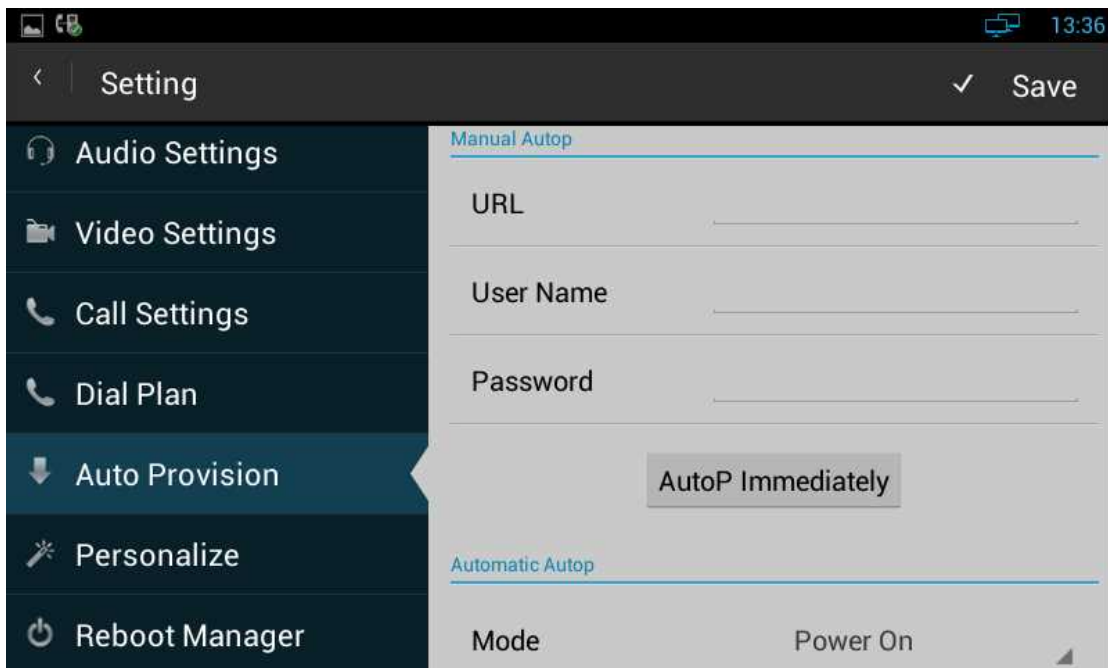 13:36
Setting
Save
Audio Settings
Video Settings
Call Settings
Dial Plan
Auto Provision
Personalize
Reboot Manager
Manual Autop
URL
User Name
Password
AutoP Immediately
Automatic Autop
Mode Power On